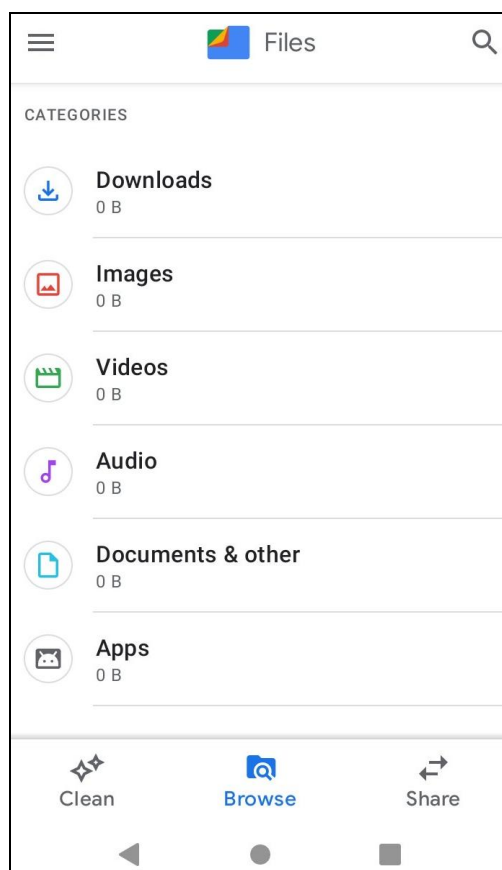 Files
CATEGORIES
Downloads
0 B
Images
0 B
Videos
0 B
Audio
0 B
Documents & other
0 B
Apps
0 B
Clean
Browse
Share